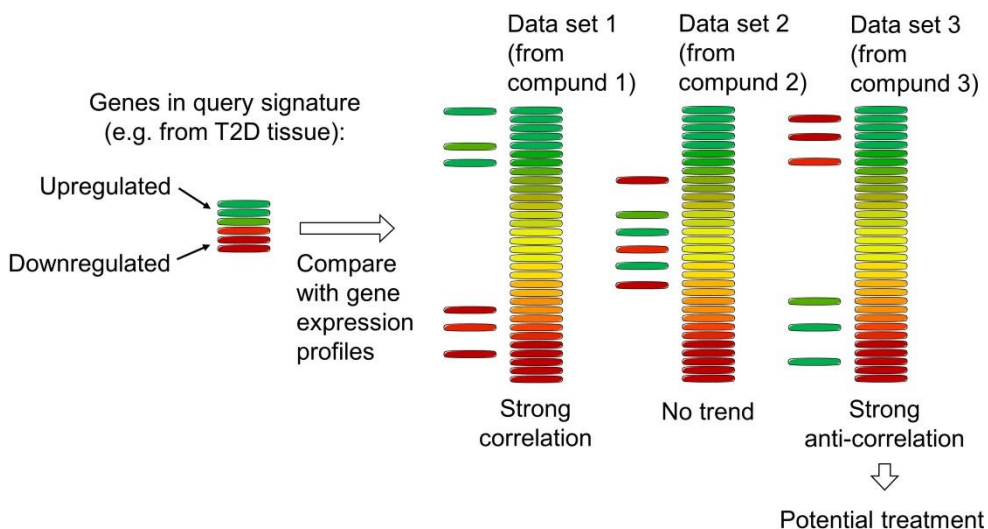 Genes in query signature
(e.g. from T2D tissue):
Upregulated
Downregulated
Compare
with gene
expression
profiles
Data set 1
(from
compund 1)
Strong
correlation
Data set 2
(from
compund 2)
No trend
Data set 3
(from
compund 3)
Strong
anti-correlation
Potential treatment